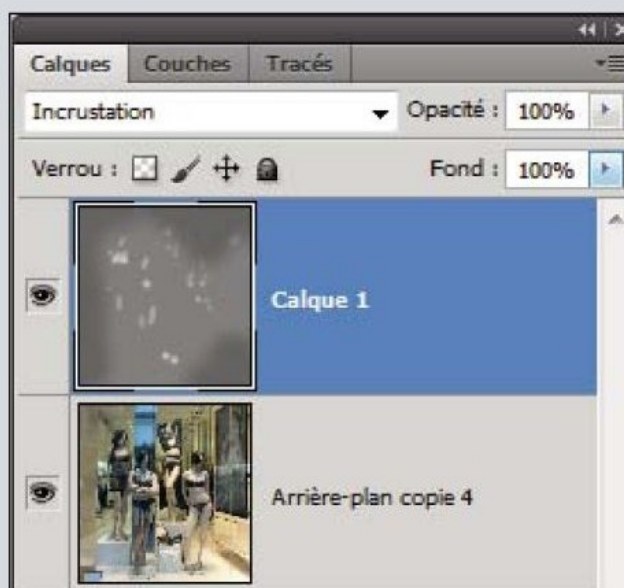 Calques Couches Tracés
Incrustation Opacité : 100%
Verrou : Fond : 100%
Calque 1
Arrière-plan copie 4